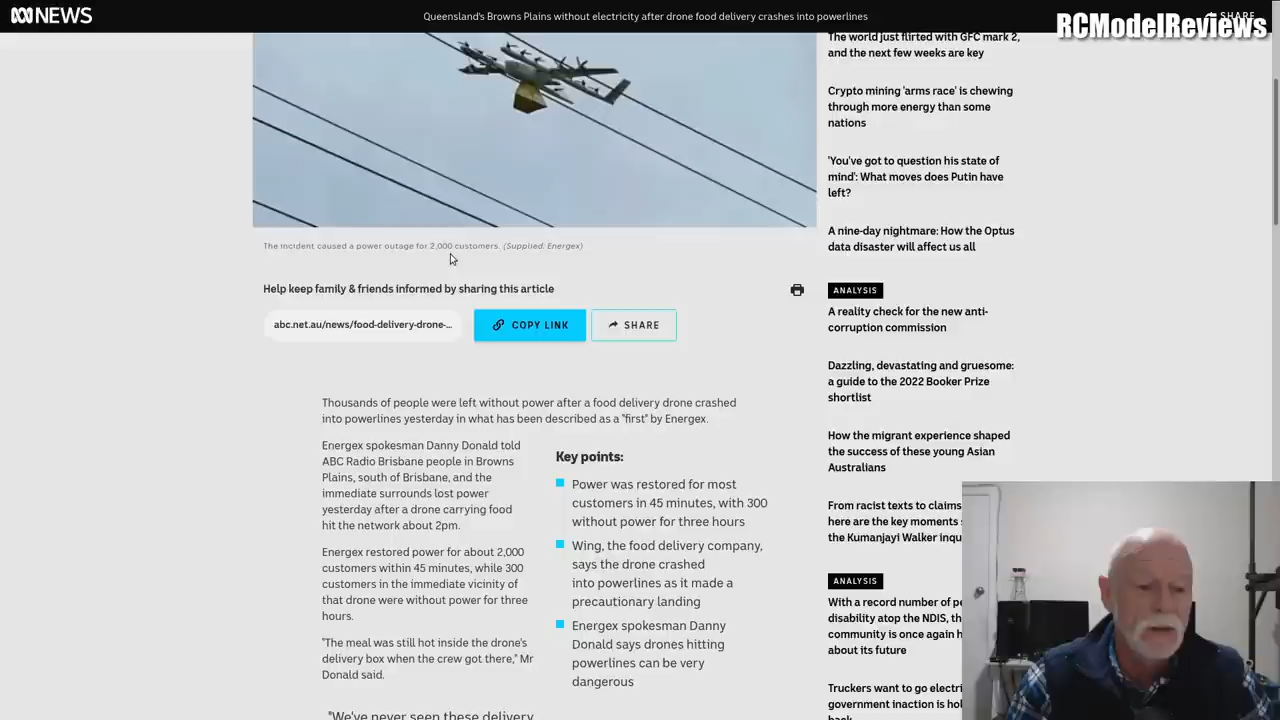 NEWS
Queensland's Browns Plains without electricity after drone food delivery crashes into powerlines
SHARE
RCModelReviews
The incident caused a power outage for 2,000 customers. (Supplied: Energex)
Help keep family & friends informed by sharing this article
abc.net.au/news/food-delivery-drone-...
COPY LINK
SHARE
Thousands of people were left without power after a food delivery drone crashed
into powerlines yesterday in what has been described as a "first" by Energex.
Energex spokesman Danny Donald told
ABC Radio Brisbane people in Browns
Plains, south of Brisbane, and the
immediate surrounds lost power
yesterday after a drone carrying food
hit the network about 2pm.
Energex restored power for about 2,000
customers within 45 minutes, while 300
customers in the immediate vicinity of
that drone were without power for three
hours.
"The meal was still hot inside the drone's
delivery box when the crew got there," Mr
Donald said.
"We've never seen these delivery
Key points:
Power was restored for most
customers in 45 minutes, with 300
without power for three hours
Wing, the food delivery company,
says the drone crashed
into powerlines as it made a
precautionary landing
Energex spokesman Danny
Donald says drones hitting
powerlines can be very
dangerous
The world just flirted with GFC mark 2,
and the next few weeks are key
Crypto mining 'arms race' is chewing
through more energy than some
nations
'You've got to question his state of
mind': What moves does Putin have
left?
A nine-day nightmare: How the Optus
data disaster will affect us all
ANALYSIS
A reality check for the new anti-
corruption commission
Dazzling, devastating and gruesome:
a guide to the 2022 Booker Prize
shortlist
How the migrant experience shaped
the success of these young Asian
Australians
From racist texts to claims
here are the key moments
the Kumanjayi Walker inqu
ANALYSIS
With a record number of pe
disability atop the NDIS, th
community is once again h
about its future
Truckers want to go electri
government inaction is hol
back